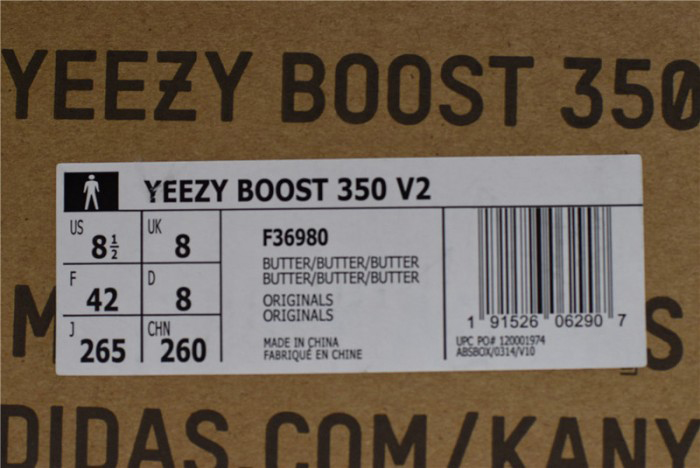 YEEZY BOOST 350
YEEZY BOOST 350 V2
US 8½ UK 8
F 42 D 8
J 265 CHN 260
F36980
BUTTER/BUTTER/BUTTER
BUTTER/BUTTER/BUTTER
ORIGINALS
ORIGINALS
MADE IN CHINA
FABRIQUÉ EN CHINE
1 91526 06290 7
UPC PO# 120001974
ABSBOX/0314/V10
M
S
DIDAS.COM/KANY